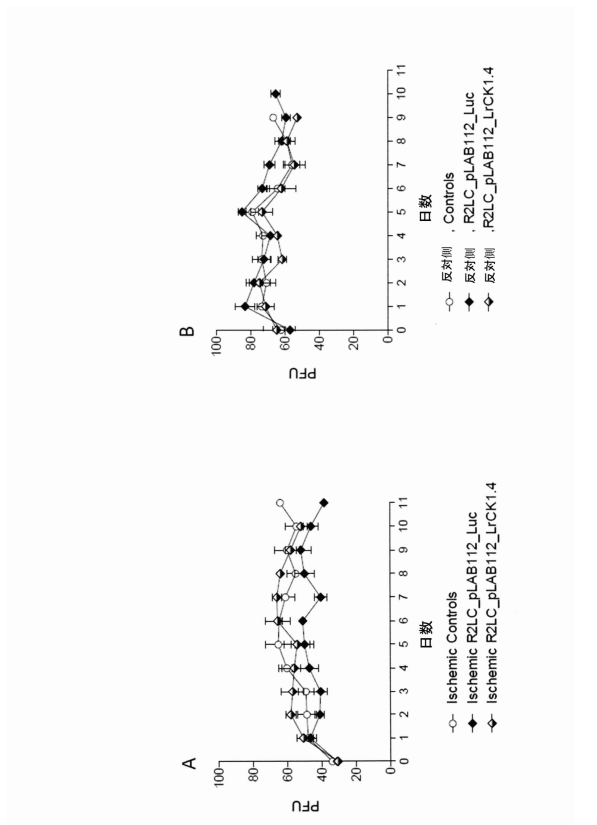 A
PFU
100
80
60
40
20
0
0 1 2 3 4 5 6 7 8 9 10 11
日数
Ischemic Controls
Ischemic R2LC_pLAB112_Luc
Ischemic R2LC_pLAB112_LrCK1.4
B
PFU
100
80
60
40
20
0
0 1 2 3 4 5 6 7 8 9 10 11
日数
反対側 , Controls
反対側 , R2LC_pLAB112_Luc
反対側 ,R2LC_pLAB112_LrCK1.4